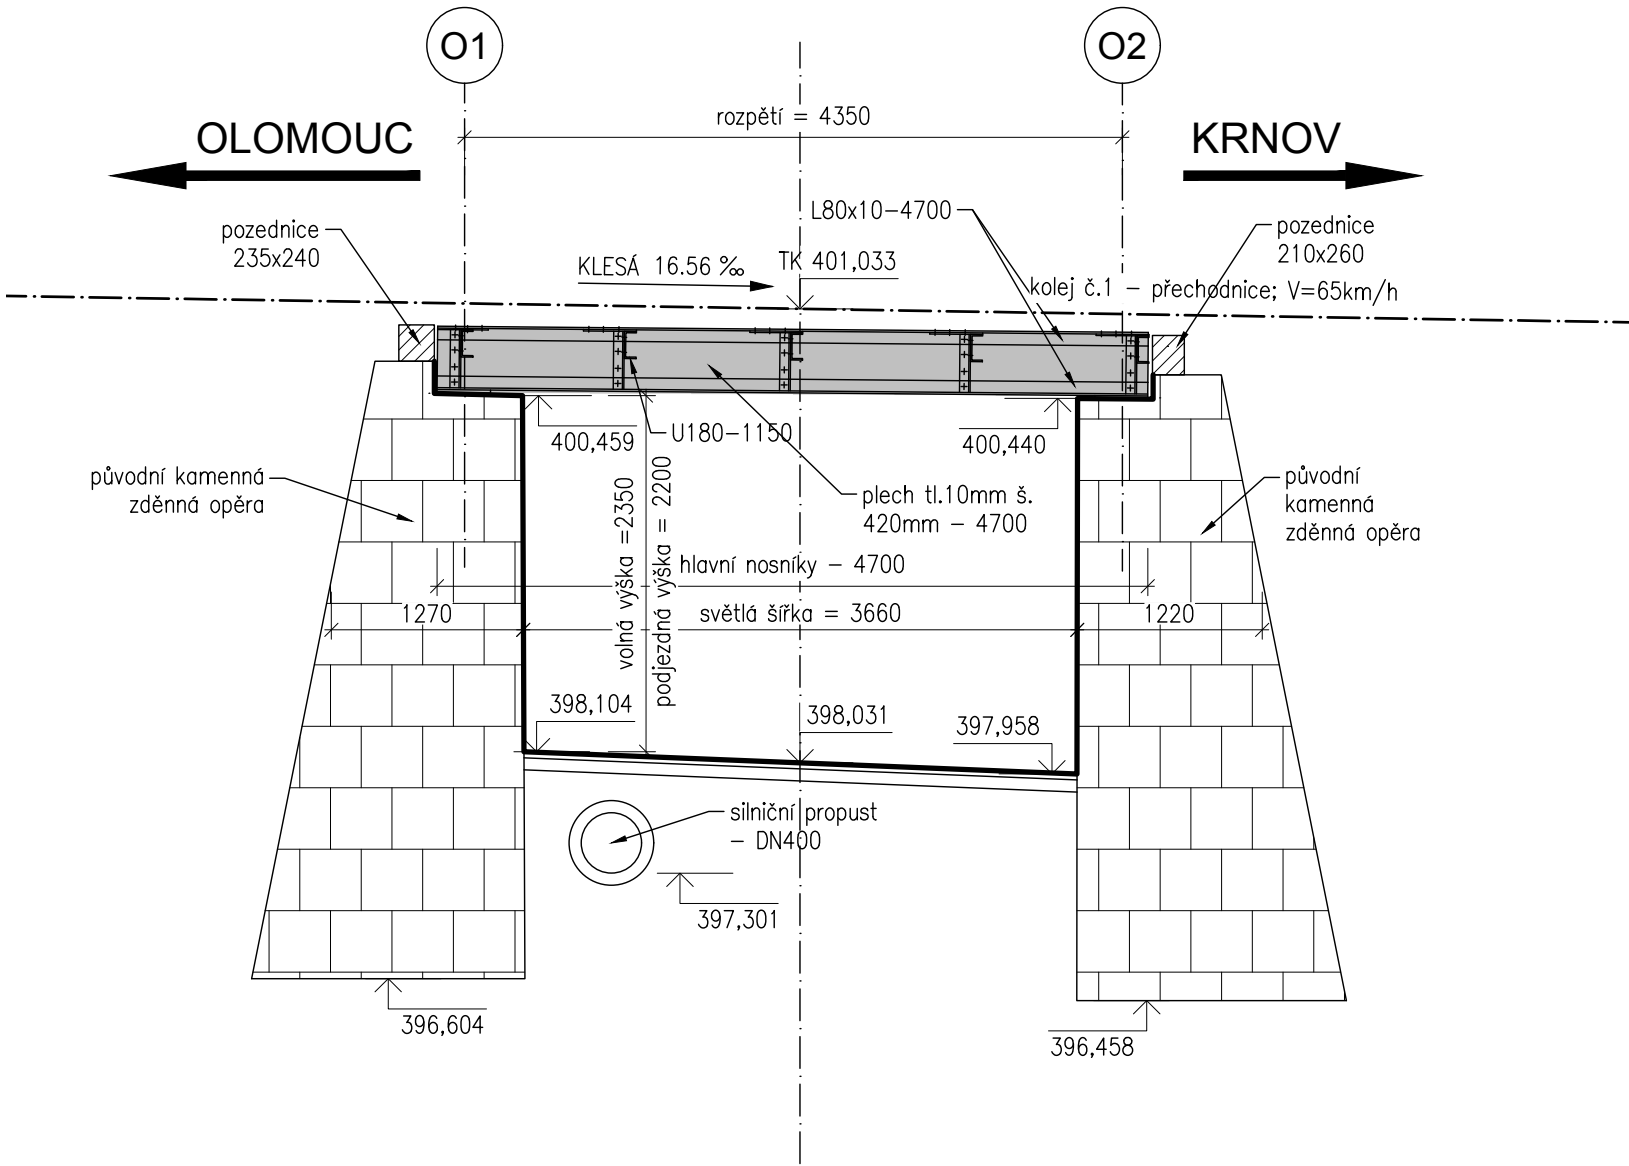 O1
O2
rozpětí = 4350
OLOMOUC
KRNOV
L80x10-4700
pozednice
235x240
pozednice
210x260
KLESÁ 16.56 ‰
TK 401,033
kolej č.1 - přechodnice; V=65km/h
400,459
U180-1150
400,440
původní kamenná
zděnná opěra
volná výška =2350
podjezdná výška = 2200
plech tl.10mm š.
420mm - 4700
původní
kamenná
zděnná opěra
hlavní nosníky - 4700
1270
světlá šířka = 3660
1220
398,104
398,031
397,958
silniční propust
- DN400
397,301
396,604
396,458